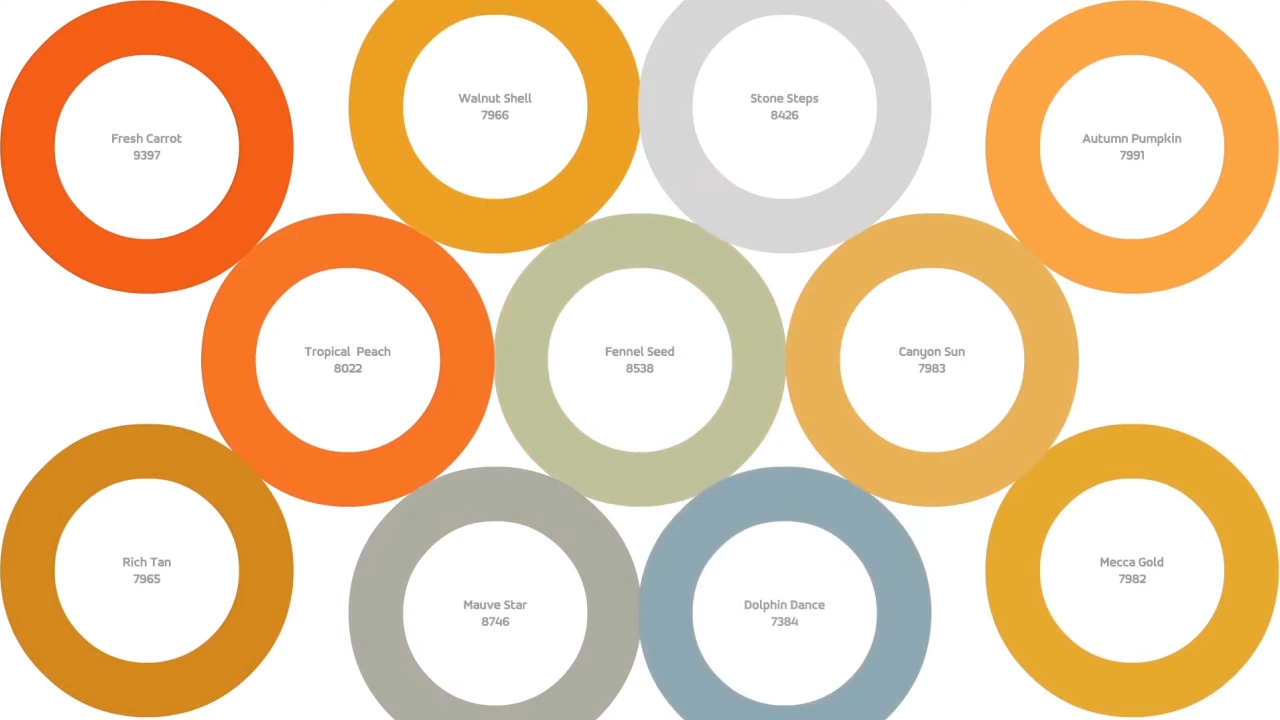 Fresh Carrot
9397
Walnut Shell
7966
Stone Steps
8426
Autumn Pumpkin
7991
Tropical  Peach
8022
Fennel Seed
8538
Canyon Sun
7983
Rich Tan
7965
Mauve Star
8746
Dolphin Dance
7384
Mecca Gold
7982